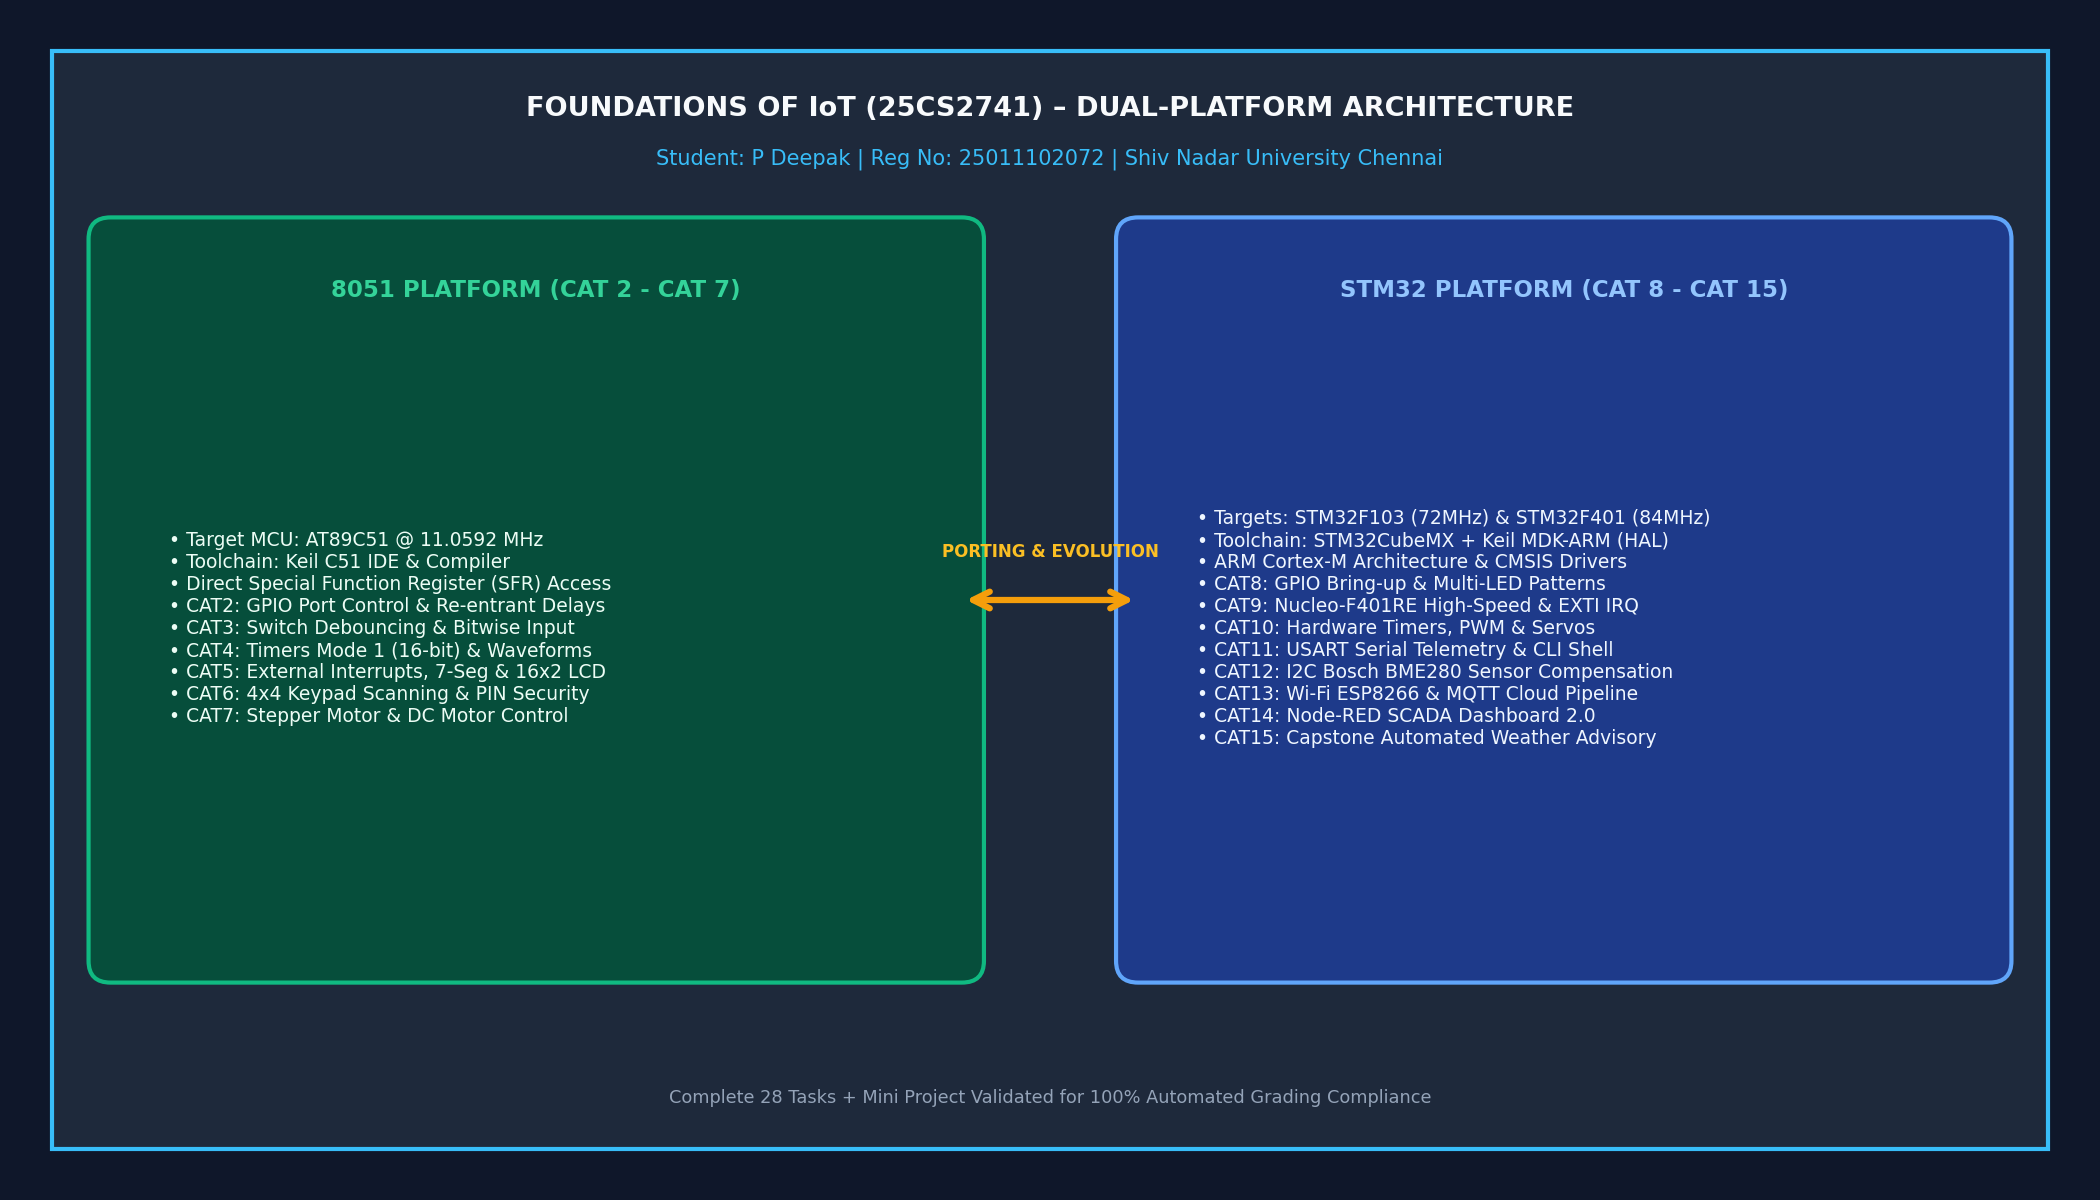 FOUNDATIONS OF IoT (25CS2741) – DUAL-PLATFORM ARCHITECTURE
Student: P Deepak | Reg No: 25011102072 | Shiv Nadar University Chennai
8051 PLATFORM (CAT 2 - CAT 7)
• Target MCU: AT89C51 @ 11.0592 MHz
• Toolchain: Keil C51 IDE & Compiler
• Direct Special Function Register (SFR) Access
• CAT2: GPIO Port Control & Re-entrant Delays
• CAT3: Switch Debouncing & Bitwise Input
• CAT4: Timers Mode 1 (16-bit) & Waveforms
• CAT5: External Interrupts, 7-Seg & 16x2 LCD
• CAT6: 4x4 Keypad Scanning & PIN Security
• CAT7: Stepper Motor & DC Motor Control
PORTING & EVOLUTION
STM32 PLATFORM (CAT 8 - CAT 15)
• Targets: STM32F103 (72MHz) & STM32F401 (84MHz)
• Toolchain: STM32CubeMX + Keil MDK-ARM (HAL)
• ARM Cortex-M Architecture & CMSIS Drivers
• CAT8: GPIO Bring-up & Multi-LED Patterns
• CAT9: Nucleo-F401RE High-Speed & EXTI IRQ
• CAT10: Hardware Timers, PWM & Servos
• CAT11: USART Serial Telemetry & CLI Shell
• CAT12: I2C Bosch BME280 Sensor Compensation
• CAT13: Wi-Fi ESP8266 & MQTT Cloud Pipeline
• CAT14: Node-RED SCADA Dashboard 2.0
• CAT15: Capstone Automated Weather Advisory
Complete 28 Tasks + Mini Project Validated for 100% Automated Grading Compliance